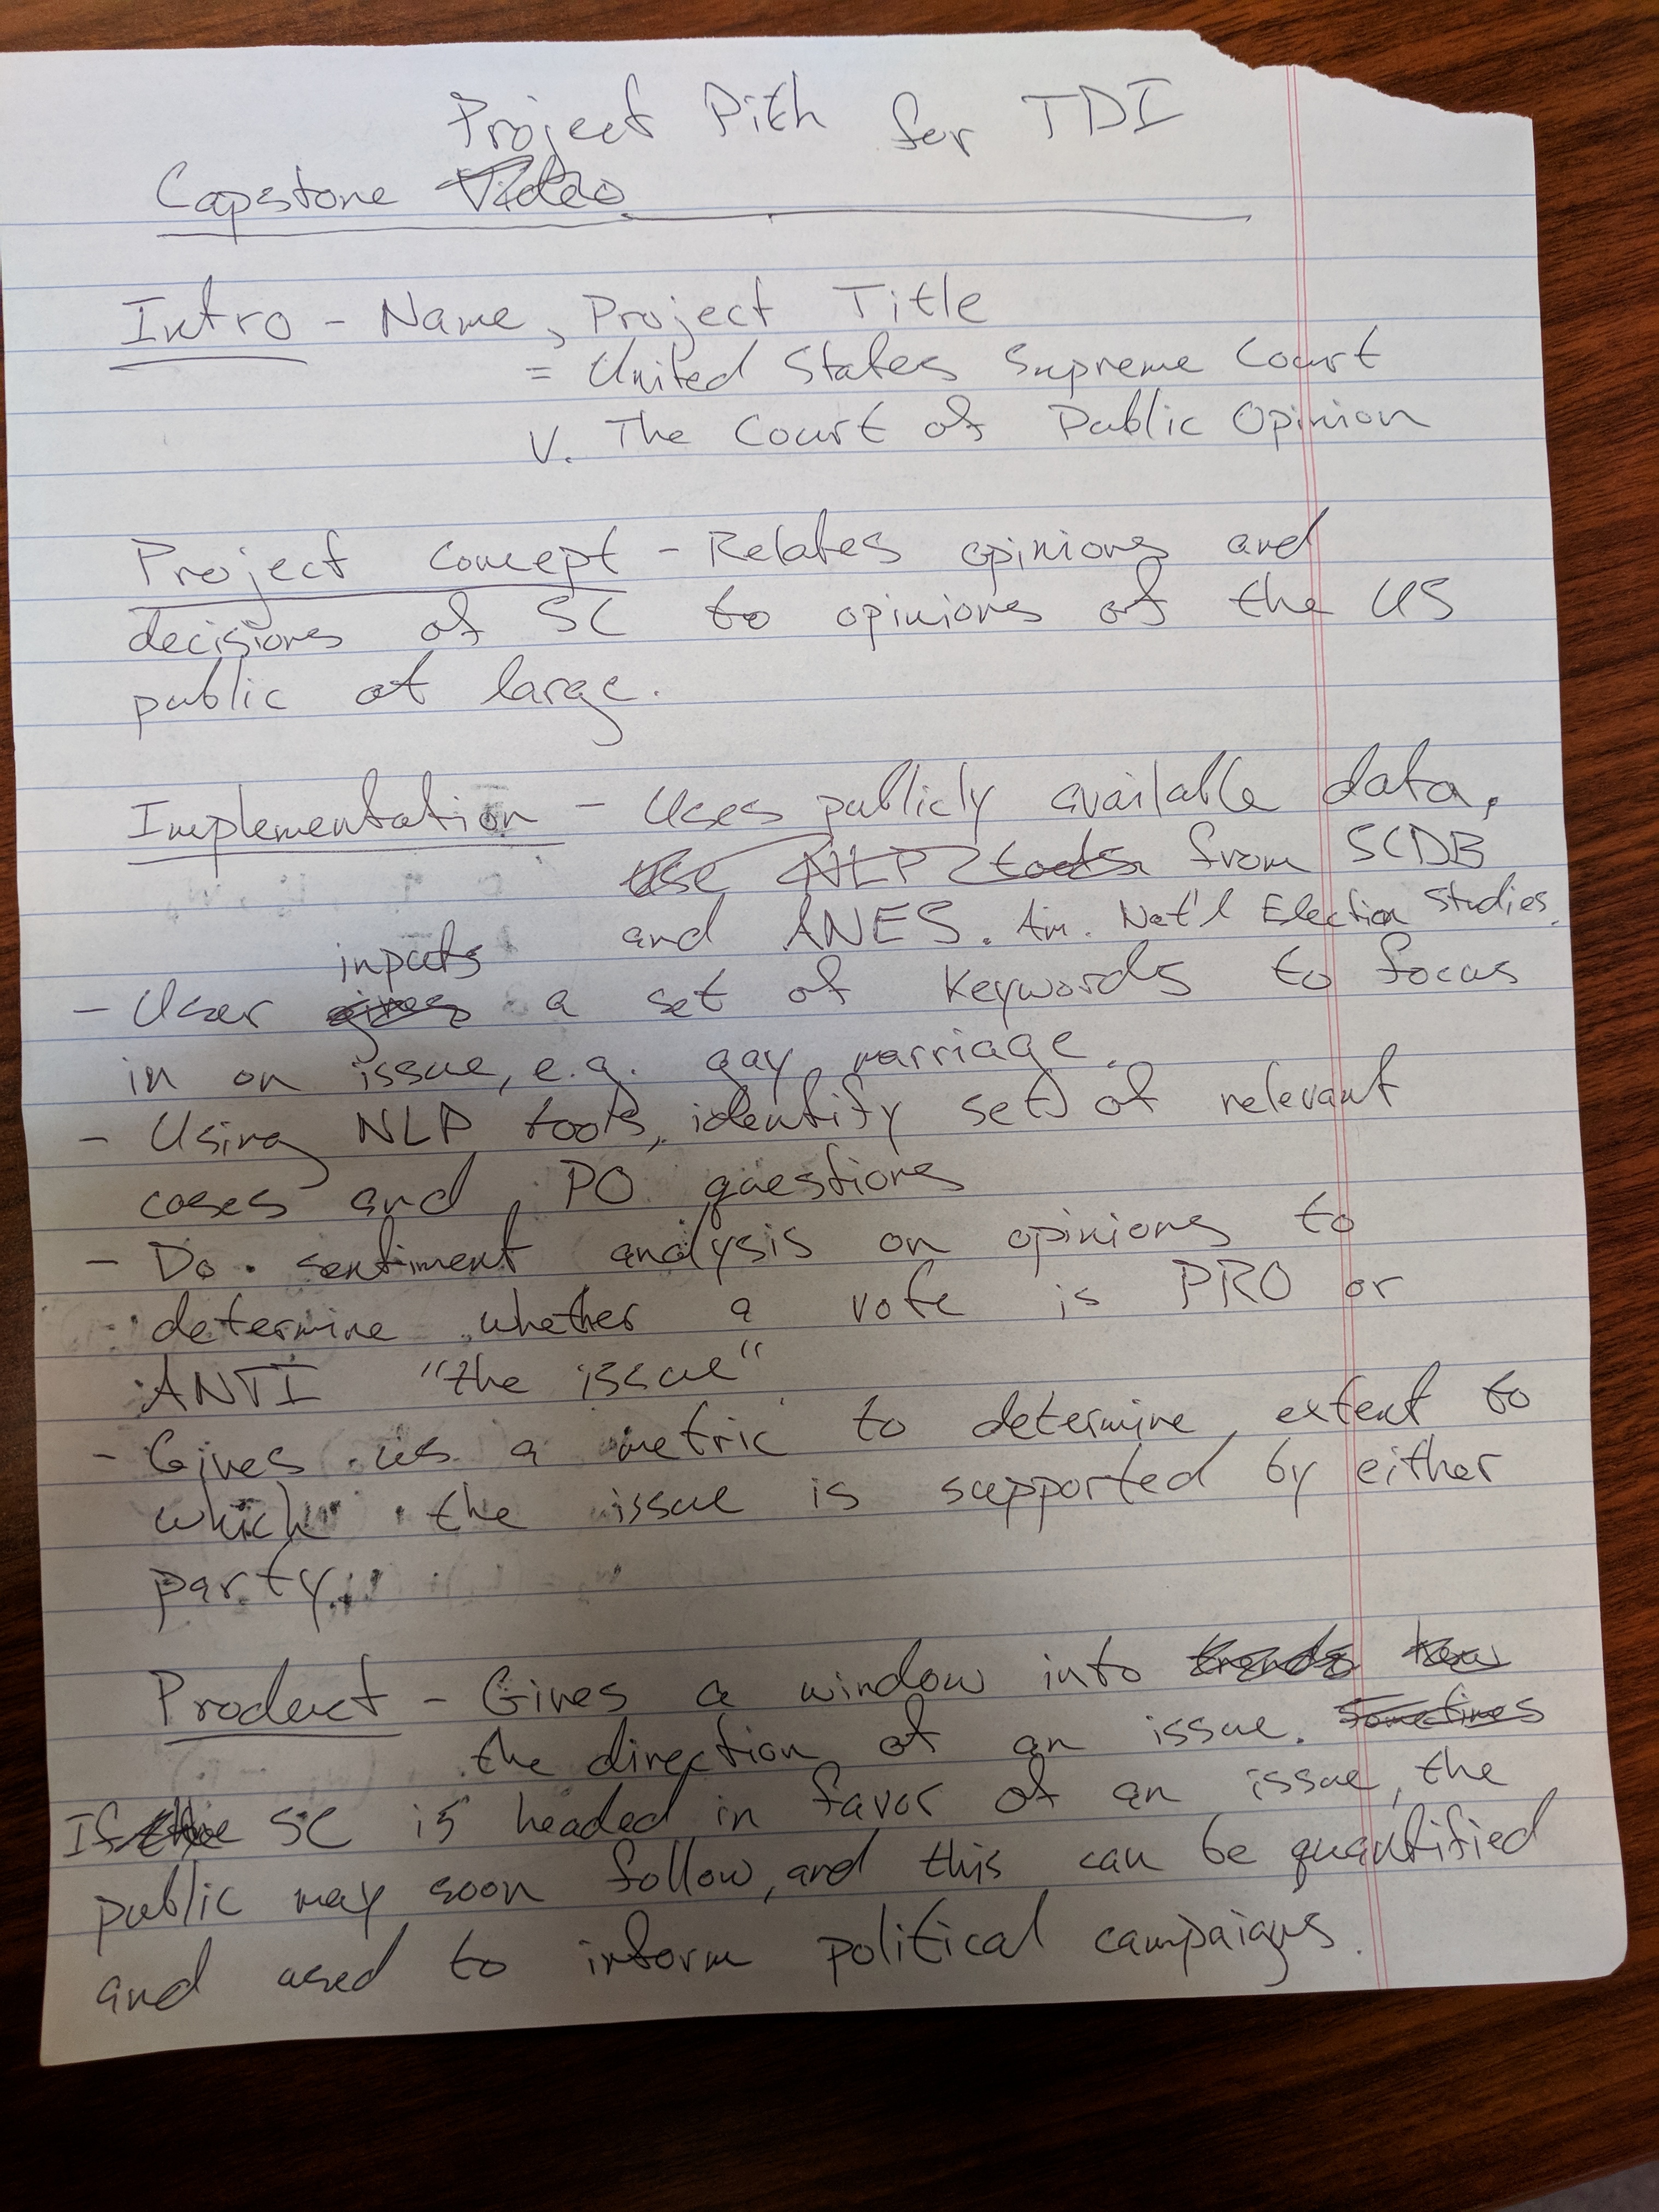 Project Pith for TDI
Capstone Video
Intro - Name, Project Title
= United States Supreme Court
V. The Court of Public Opinion
Project Concept - Relates opinions and
decisions of SC to opinions of the US
public at large.
Implementation - Uses publicly available data,
Use NLP tools from SCDB
and ANES. Am. Nat'l Election Studies.
inputs
- User gives a set of keywords to focus
in on issue, e.g. gay marriage.
- Using NLP tools, identify set of relevant
cases and PO questions
- Do sentiment analysis on opinions to
determine whether a vote is PRO or
ANTI "the issue"
- Gives us a metric to determine extent to
which the issue is supported by either
party.
Product - Gives a window into trends
the direction of an issue. Sometimes
If the SC is headed in favor of an issue, the
public may soon follow, and this can be quantified
and used to inform political campaigns.